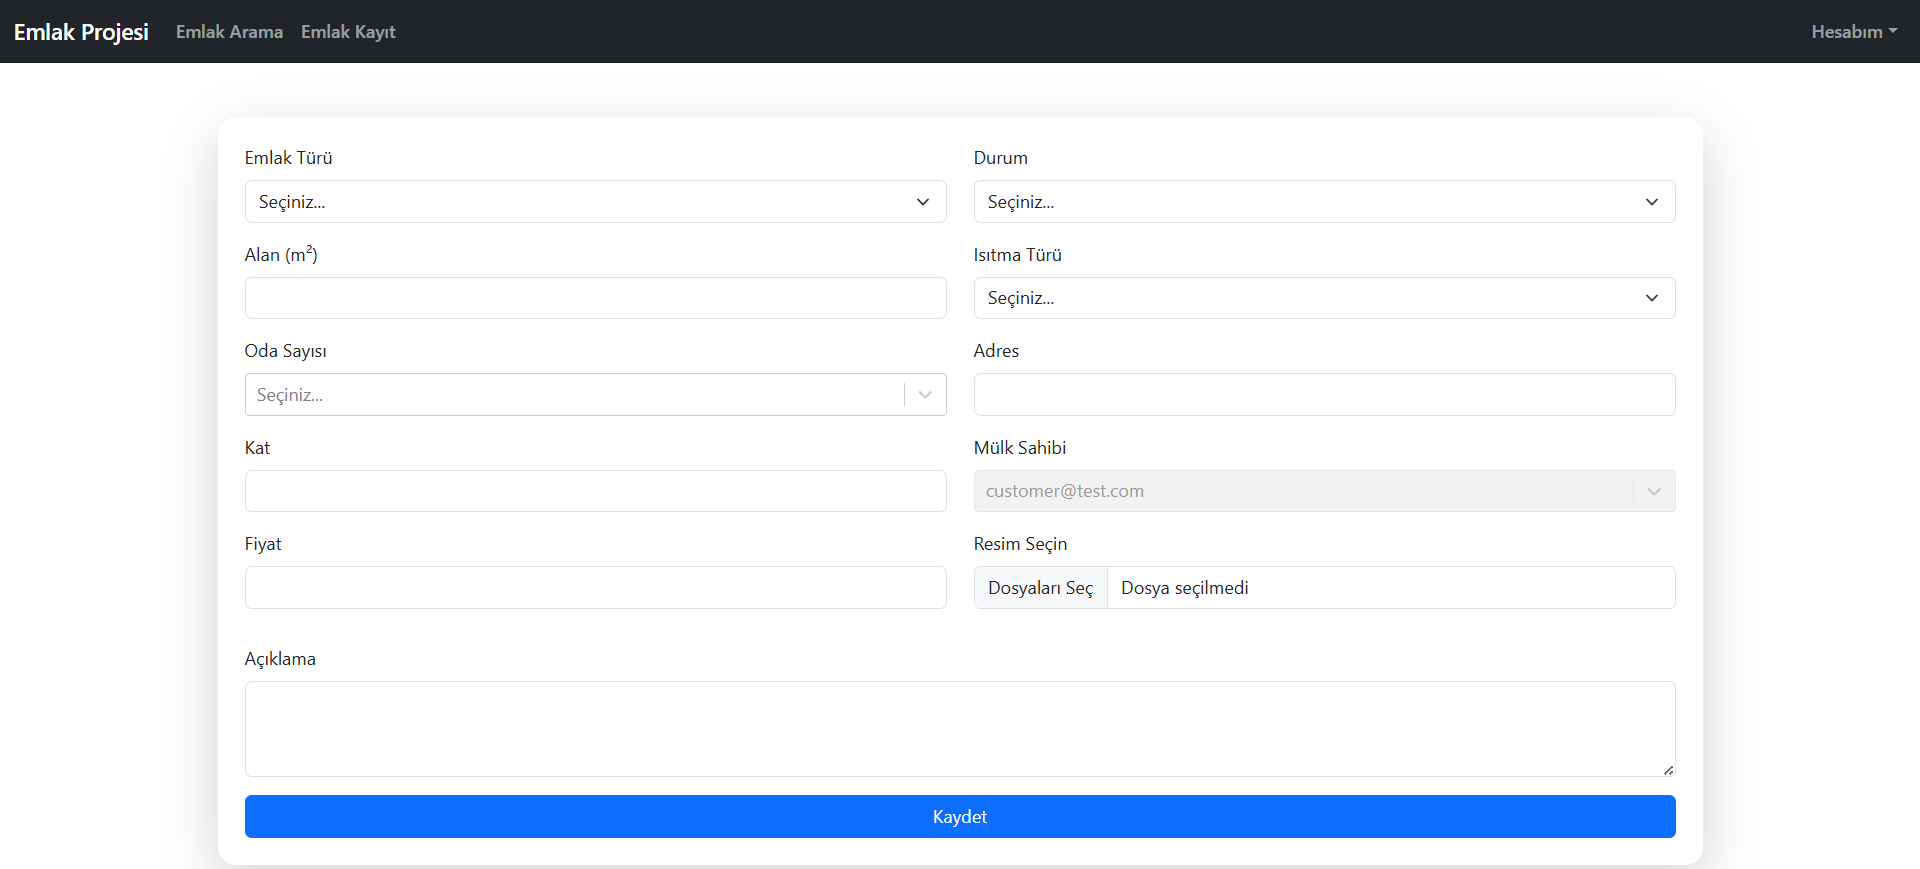 Emlak Projesi Emlak Arama Emlak Kayıt Hesabım
Emlak Türü Durum
Seçiniz... Seçiniz...
Alan (m²) Isıtma Türü
Seçiniz...
Oda Sayısı Adres
Seçiniz...
Kat Mülk Sahibi
customer@test.com
Fiyat Resim Seçin
Dosyaları Seç Dosya seçilmedi
Açıklama
Kaydet